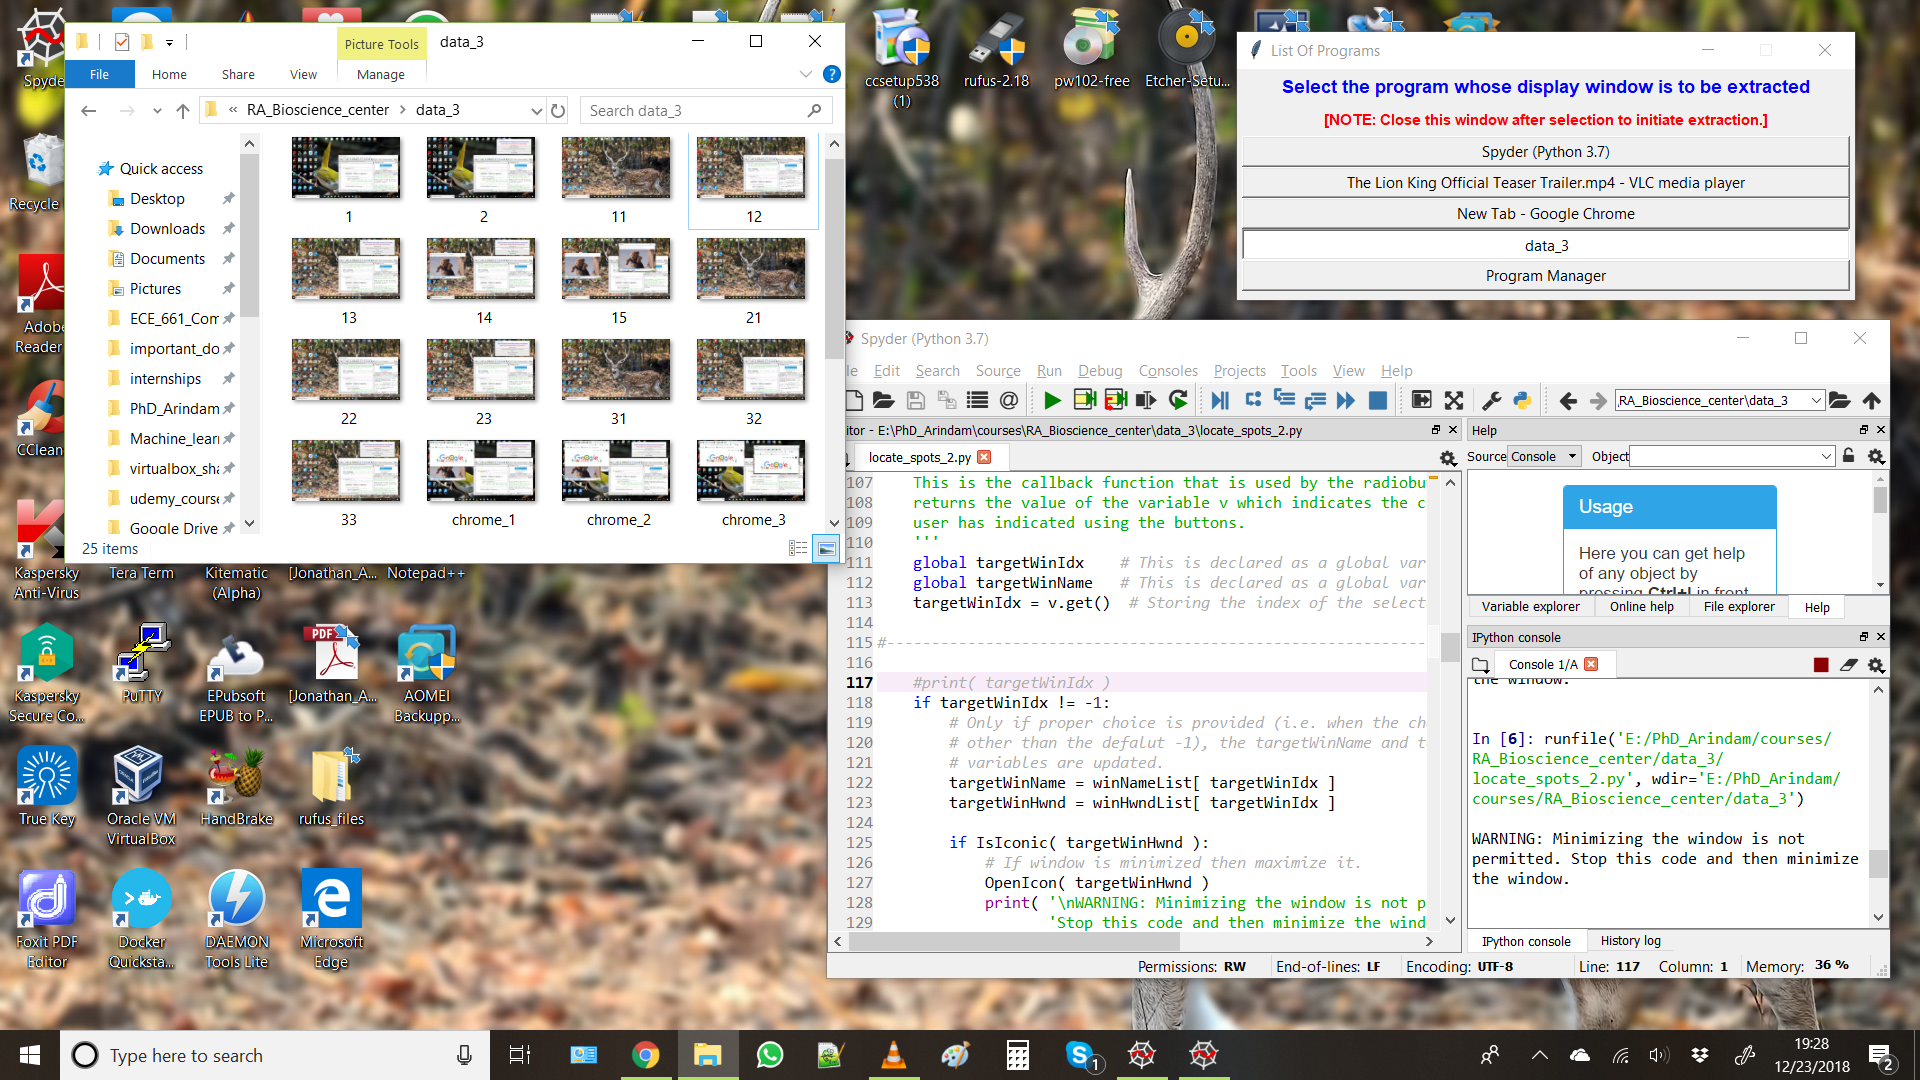 Picture Tools
data_3
File
Home
Share
View
Manage
RA_Bioscience_center
data_3
Search data_3
Quick access
Desktop
Downloads
Documents
Pictures
ECE_661_Com
important_do
internships
PhD_Arindam
Machine_lear
virtualbox_sha
udemy_course
Google Drive
1
2
11
12
13
14
15
21
22
23
31
32
33
chrome_1
chrome_2
chrome_3
25 items
Spyde
Recycle
Adob
Reader
CClean
Kaspersky
Anti-Virus
Tera Term
Kitematic
(Alpha)
[Jonathan_A...
Notepad++
Kaspersky
Secure Co...
PuTTY
EPubsoft
EPUB to P...
[Jonathan_A...
AOMEI
Backupp...
True Key
Oracle VM
VirtualBox
HandBrake
rufus_files
Foxit PDF
Editor
Docker
Quicksta...
DAEMON
Tools Lite
Microsoft
Edge
ccsetup538
(1)
rufus-2.18
pw102-free
Etcher-Setu...
List Of Programs
Select the program whose display window is to be extracted
[NOTE: Close this window after selection to initiate extraction.]
Spyder (Python 3.7)
The Lion King Official Teaser Trailer.mp4 - VLC media player
New Tab - Google Chrome
data_3
Program Manager
Spyder (Python 3.7)
le Edit Search Source Run Debug Consoles Projects Tools View Help
RA_Bioscience_center\data_3
itor - E:\PhD_Arindam\courses\RA_Bioscience_center\data_3\locate_spots_2.py
locate_spots_2.py
107 This is the callback function that is used by the radiobu
108 returns the value of the variable v which indicates the c
109 user has indicated using the buttons.
110 '''
111 global targetWinIdx # This is declared as a global var
112 global targetWinName # This is declared as a global var
113 targetWinIdx = v.get() # Storing the index of the select
114
115 #------------------------------------------------------------
116
117 #print( targetWinIdx )
118 if targetWinIdx != -1:
119 # Only if proper choice is provided (i.e. when the ch
120 # other than the defalut -1), the targetWinName and t
121 # variables are updated.
122 targetWinName = winNameList[ targetWinIdx ]
123 targetWinHwnd = winHwndList[ targetWinIdx ]
124
125 if IsIconic( targetWinHwnd ):
126 # If window is minimized then maximize it.
127 OpenIcon( targetWinHwnd )
128 print( '\nWARNING: Minimizing the window is not p
129 'Stop this code and then minimize the wind
Help
Source Console Object
Usage
Here you can get help
of any object by
pressing Ctrl+I in front
Variable explorer Online help File explorer Help
IPython console
Console 1/A
the window.
In [6]: runfile('E:/PhD_Arindam/courses/
RA_Bioscience_center/data_3/
locate_spots_2.py', wdir='E:/PhD_Arindam/
courses/RA_Bioscience_center/data_3')
WARNING: Minimizing the window is not
permitted. Stop this code and then minimize
the window.
IPython console History log
Permissions: RW End-of-lines: LF Encoding: UTF-8 Line: 117 Column: 1 Memory: 36 %
Type here to search
1
19:28
12/23/2018
2